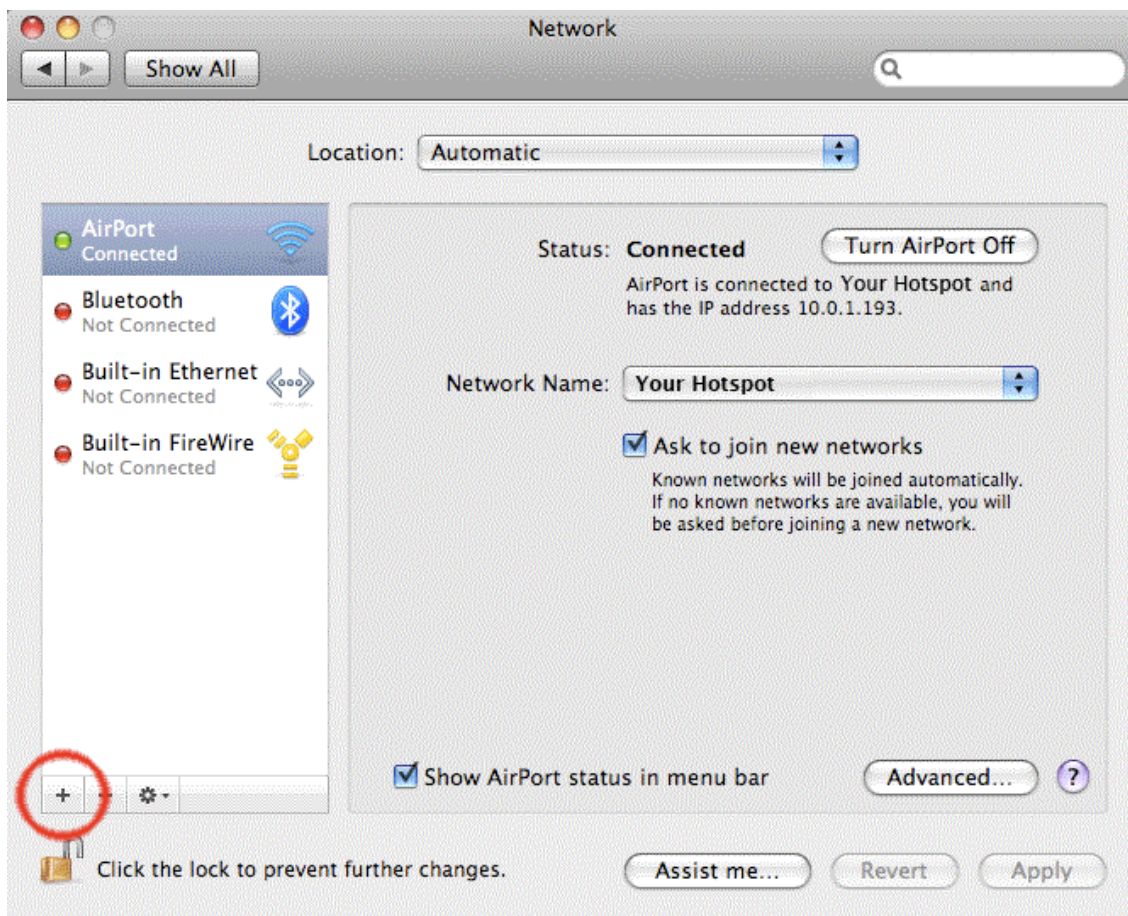 Network
Show All
Location: Automatic
AirPort
Connected
Bluetooth
Not Connected
Built-in Ethernet
Not Connected
Built-in FireWire
Not Connected
Status: Connected
Turn AirPort Off
AirPort is connected to Your Hotspot and
has the IP address 10.0.1.193.
Network Name: Your Hotspot
Ask to join new networks
Known networks will be joined automatically.
If no known networks are available, you will
be asked before joining a new network.
Show AirPort status in menu bar
Advanced...
?
Click the lock to prevent further changes.
Assist me...
Revert
Apply